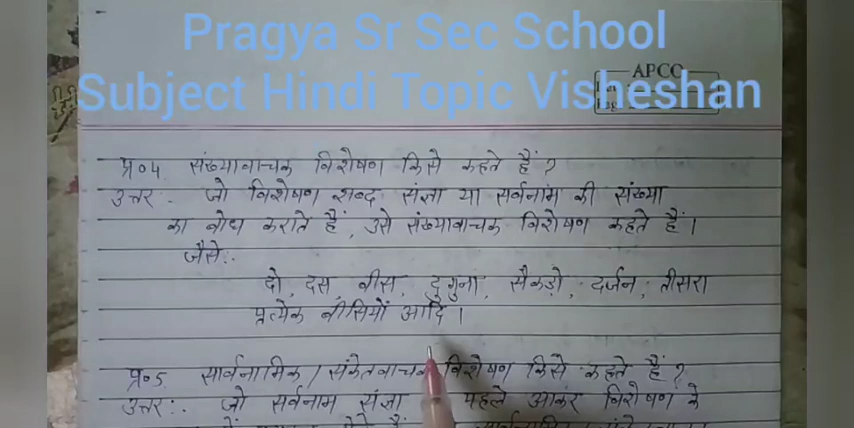 Pragya Sr Sec School
APCO
Subject Hindi Topic Visheshan
प्र०4. संख्यावाचक विशेषण किसे कहते हैं?
उत्तर:- जो विशेषण शब्द संज्ञा या सर्वनाम की संख्या
का बोध कराते हैं, उसे संख्यावाचक विशेषण कहते हैं।
जैसे:-
दो, दस, बीस, दुगुना, सैकड़ो, दर्जन, तीसरा
प्रत्येक बीसियों आदि।
प्र०5 सार्वनामिक / संकेतवाचक विशेषण किसे कहते हैं?
उत्तर:- जो सर्वनाम संज्ञा पहले आकर विशेषण के